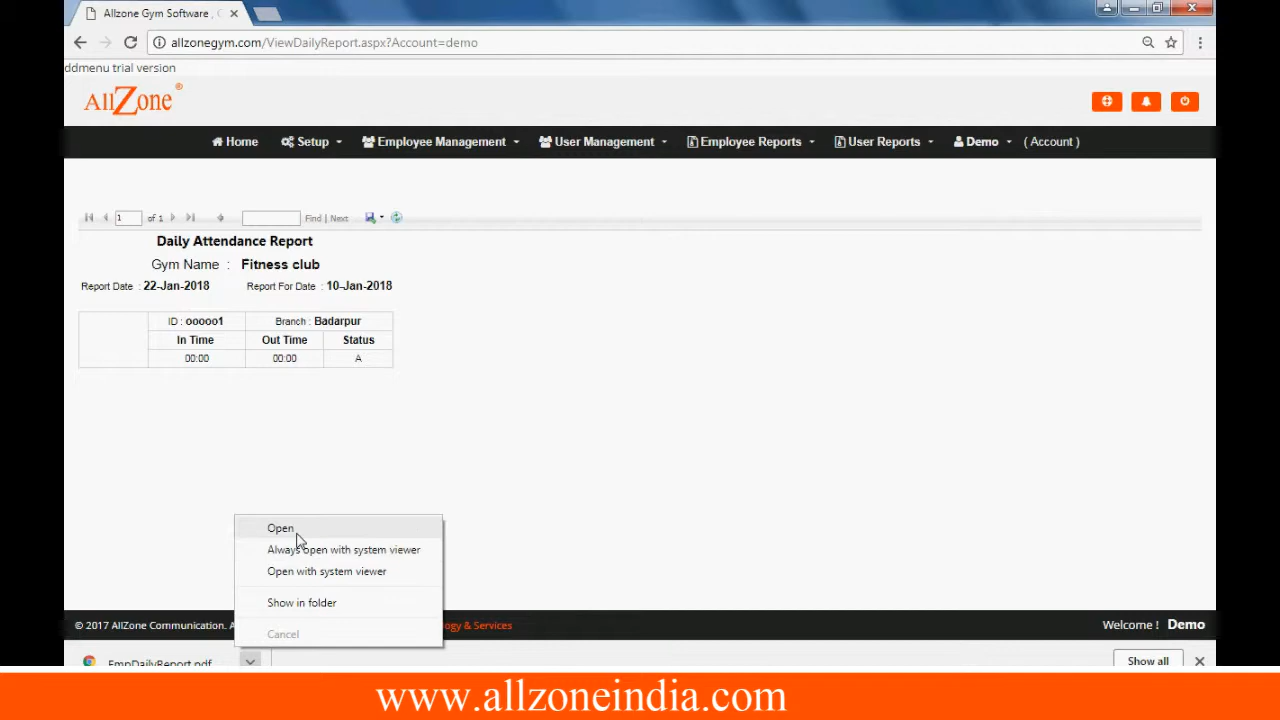 Allzone Gym Software , C
allzonegym.com/ViewDailyReport.aspx?Account=demo
ddmenu trial version
AllZone ®
Home Setup Employee Management User Management Employee Reports User Reports Demo ( Account )
1 of 1 Find | Next
Daily Attendance Report
Gym Name : Fitness club
Report Date : 22-Jan-2018 Report For Date : 10-Jan-2018
ID : ooooo1 Branch : Badarpur
In Time Out Time Status
00:00 00:00 A
Open
Always open with system viewer
Open with system viewer
Show in folder
Cancel
© 2017 AllZone Communication. A ogy & Services Welcome ! Demo
EmpDailyReport.pdf Show all
www.allzoneindia.com